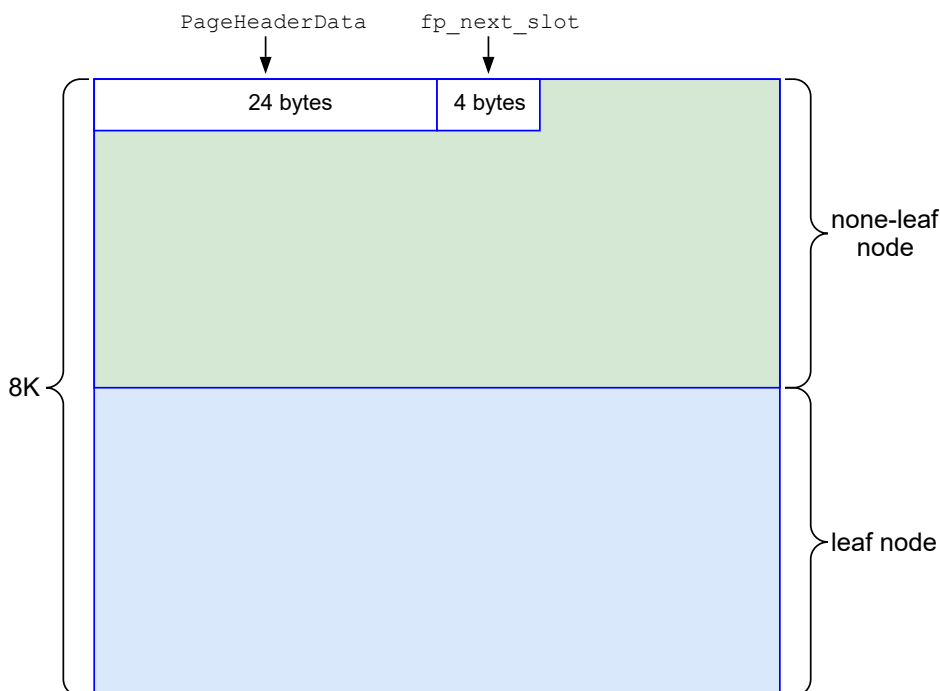 PageHeaderData
fp_next_slot
24 bytes
4 bytes
none-leaf
node
8K
leaf node